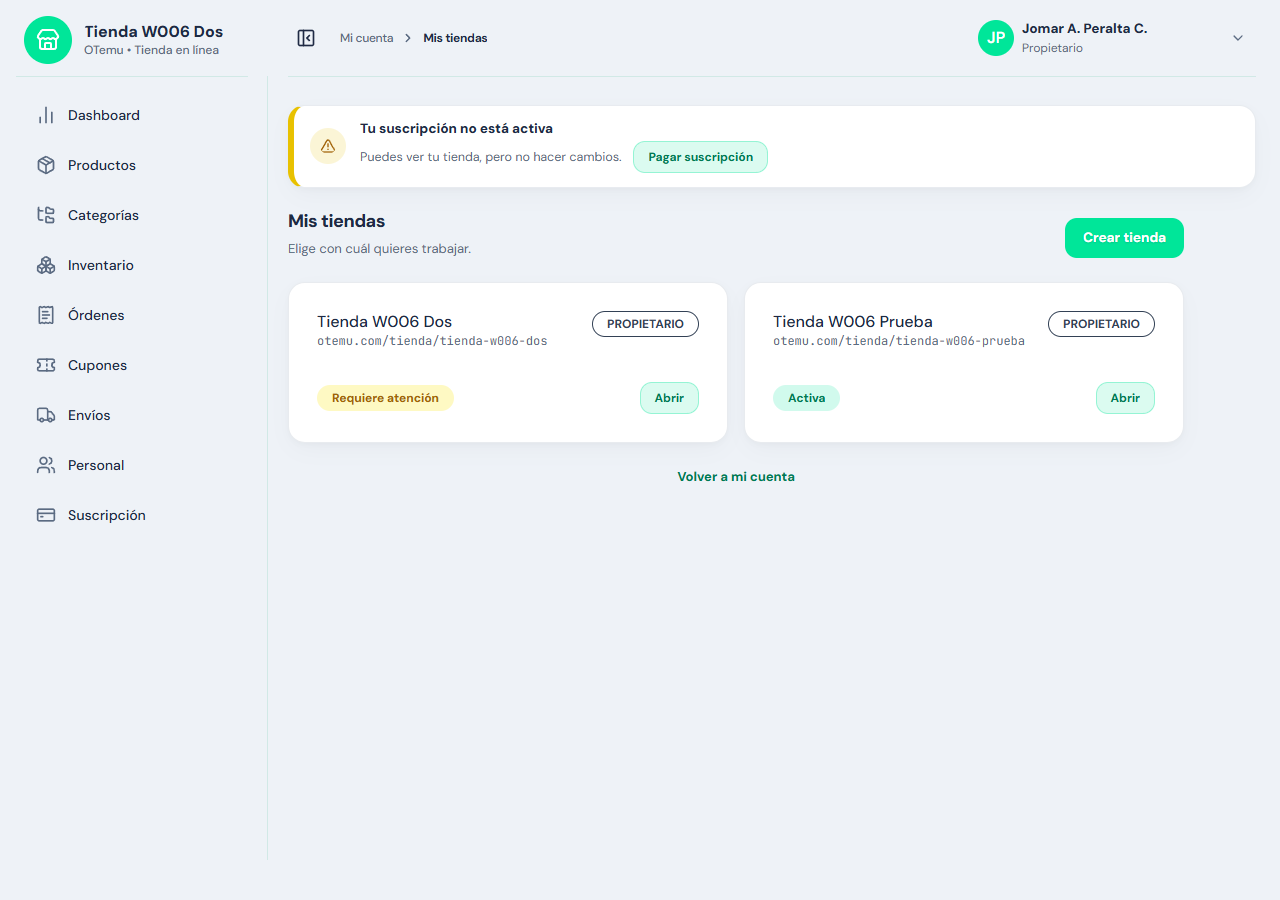 Tienda W006 Dos
OTemu • Tienda en línea
Mi cuenta > Mis tiendas
JP
Jomar A. Peralta C.
Propietario
Dashboard
Productos
Categorías
Inventario
Órdenes
Cupones
Envíos
Personal
Suscripción
Tu suscripción no está activa
Puedes ver tu tienda, pero no hacer cambios. Pagar suscripción
Mis tiendas
Elige con cuál quieres trabajar.
Crear tienda
Tienda W006 Dos
PROPIETARIO
otemu.com/tienda/tienda-w006-dos
Requiere atención
Abrir
Tienda W006 Prueba
PROPIETARIO
otemu.com/tienda/tienda-w006-prueba
Activa
Abrir
Volver a mi cuenta